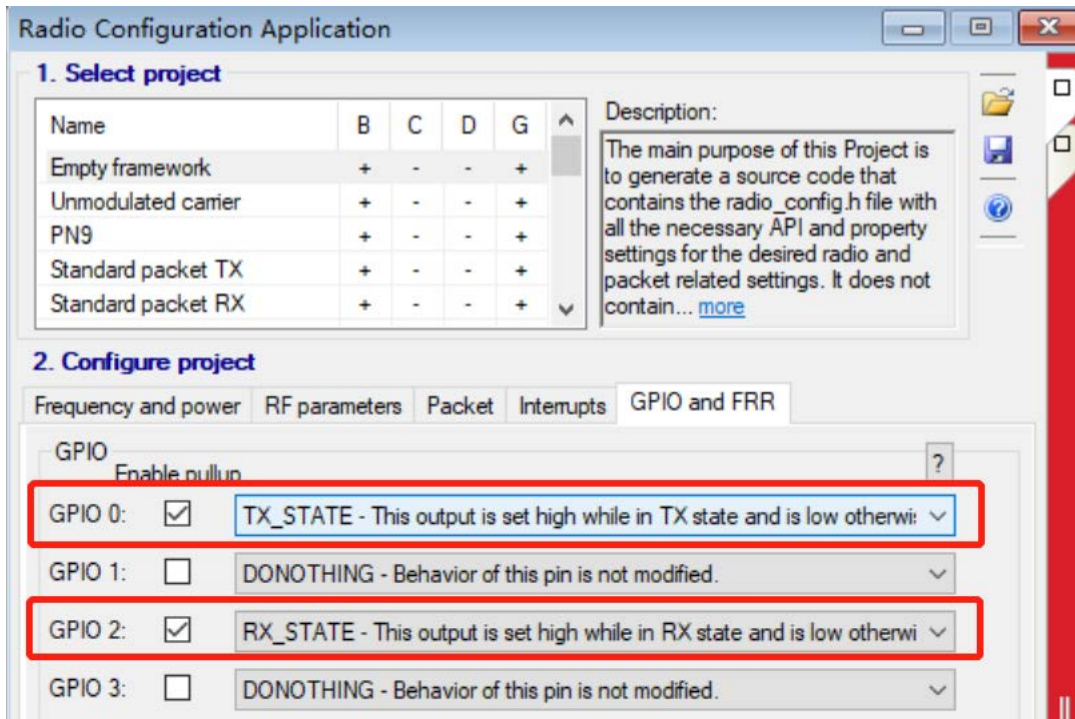 Radio Configuration Application
1. Select project
Name B C D G
Empty framework + - - +
Unmodulated carrier + - - +
PN9 + - - +
Standard packet TX + - - +
Standard packet RX + - - +
Description:
The main purpose of this Project is
to generate a source code that
contains the radio_config.h file with
all the necessary API and property
settings for the desired radio and
packet related settings. It does not
contain... more
2. Configure project
Frequency and power RF parameters Packet Interrupts GPIO and FRR
GPIO
?
Enable pullup
GPIO 0: TX_STATE - This output is set high while in TX state and is low otherwi
GPIO 1: DONOTHING - Behavior of this pin is not modified.
GPIO 2: RX_STATE - This output is set high while in RX state and is low otherwi
GPIO 3: DONOTHING - Behavior of this pin is not modified.